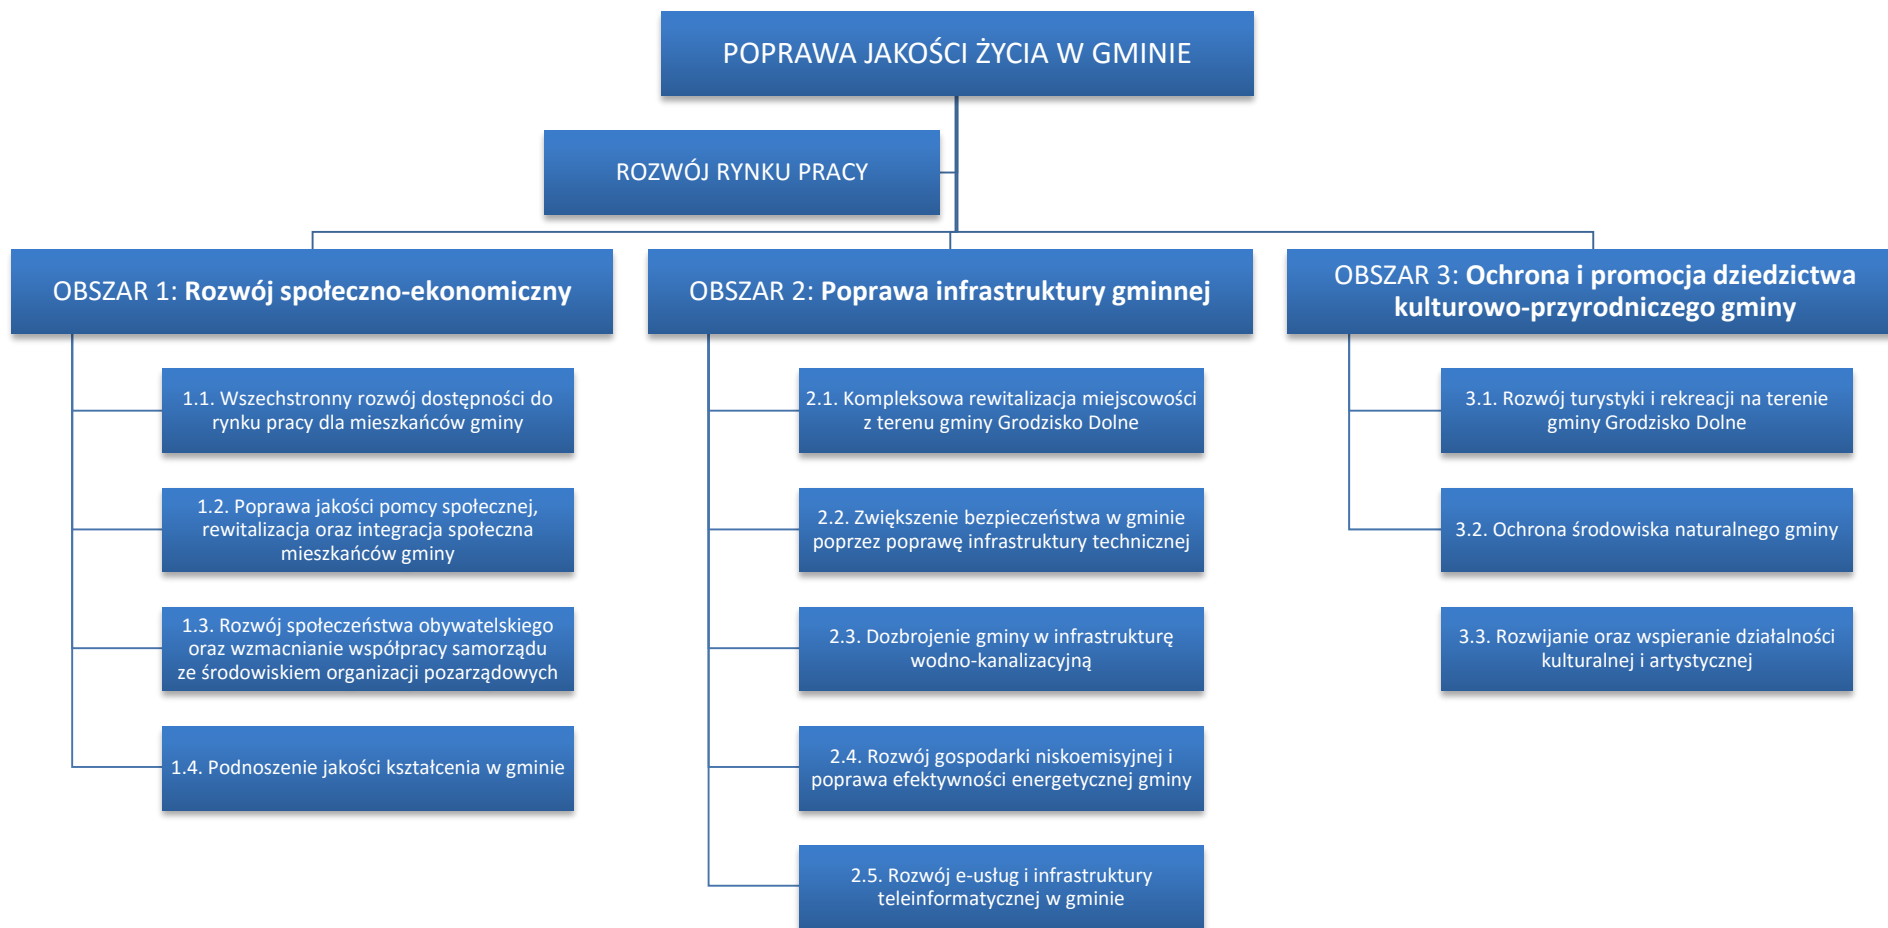 POPRAWA JAKOŚCI ŻYCIA W GMINIE
ROZWÓJ RYNKU PRACY
OBSZAR 1: Rozwój społeczno-ekonomiczny
1.1. Wszechstronny rozwój dostępności do
rynku pracy dla mieszkańców gminy
1.2. Poprawa jakości pomcy społecznej,
rewitalizacja oraz integracja społeczna
mieszkańców gminy
1.3. Rozwój społeczeństwa obywatelskiego
oraz wzmacnianie współpracy samorządu
ze środowiskiem organizacji pozarządowych
1.4. Podnoszenie jakości kształcenia w gminie
OBSZAR 2: Poprawa infrastruktury gminnej
2.1. Kompleksowa rewitalizacja miejscowości
z terenu gminy Grodzisko Dolne
2.2. Zwiększenie bezpieczeństwa w gminie
poprzez poprawę infrastruktury technicznej
2.3. Dozbrojenie gminy w infrastrukturę
wodno-kanalizacyjną
2.4. Rozwój gospodarki niskoemisyjnej i
poprawa efektywności energetycznej gminy
2.5. Rozwój e-usług i infrastruktury
teleinformatycznej w gminie
OBSZAR 3: Ochrona i promocja dziedzictwa
kulturowo-przyrodniczego gminy
3.1. Rozwój turystyki i rekreacji na terenie
gminy Grodzisko Dolne
3.2. Ochrona środowiska naturalnego gminy
3.3. Rozwijanie oraz wspieranie działalności
kulturalnej i artystycznej